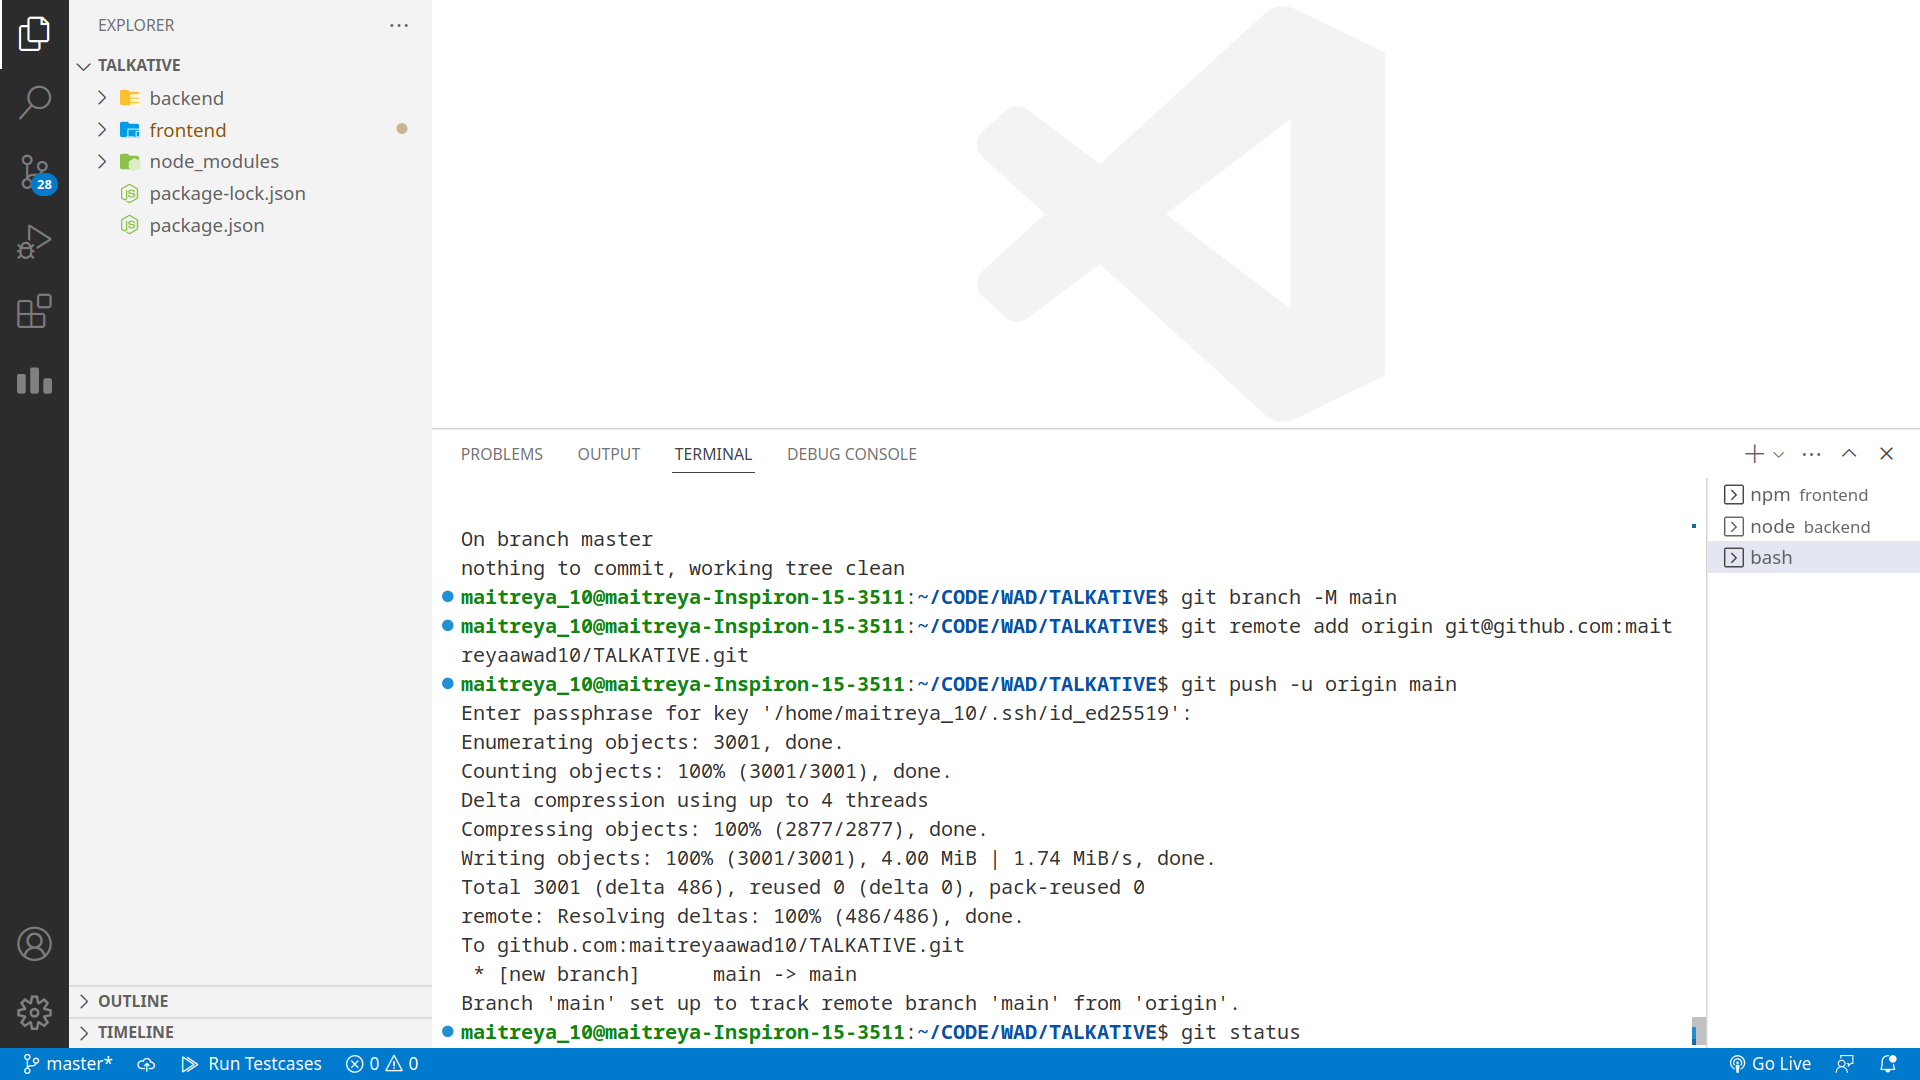 EXPLORER
TALKATIVE
backend
frontend
node_modules
package-lock.json
package.json
28
OUTLINE
TIMELINE
PROBLEMS OUTPUT TERMINAL DEBUG CONSOLE
npm frontend
node backend
bash
On branch master
nothing to commit, working tree clean
maitreya_10@maitreya-Inspiron-15-3511:~/CODE/WAD/TALKATIVE$ git branch -M main
maitreya_10@maitreya-Inspiron-15-3511:~/CODE/WAD/TALKATIVE$ git remote add origin git@github.com:mait
reyaawad10/TALKATIVE.git
maitreya_10@maitreya-Inspiron-15-3511:~/CODE/WAD/TALKATIVE$ git push -u origin main
Enter passphrase for key '/home/maitreya_10/.ssh/id_ed25519':
Enumerating objects: 3001, done.
Counting objects: 100% (3001/3001), done.
Delta compression using up to 4 threads
Compressing objects: 100% (2877/2877), done.
Writing objects: 100% (3001/3001), 4.00 MiB | 1.74 MiB/s, done.
Total 3001 (delta 486), reused 0 (delta 0), pack-reused 0
remote: Resolving deltas: 100% (486/486), done.
To github.com:maitreyaawad10/TALKATIVE.git
 * [new branch]      main -> main
Branch 'main' set up to track remote branch 'main' from 'origin'.
maitreya_10@maitreya-Inspiron-15-3511:~/CODE/WAD/TALKATIVE$ git status
master* Run Testcases 0 0 Go Live